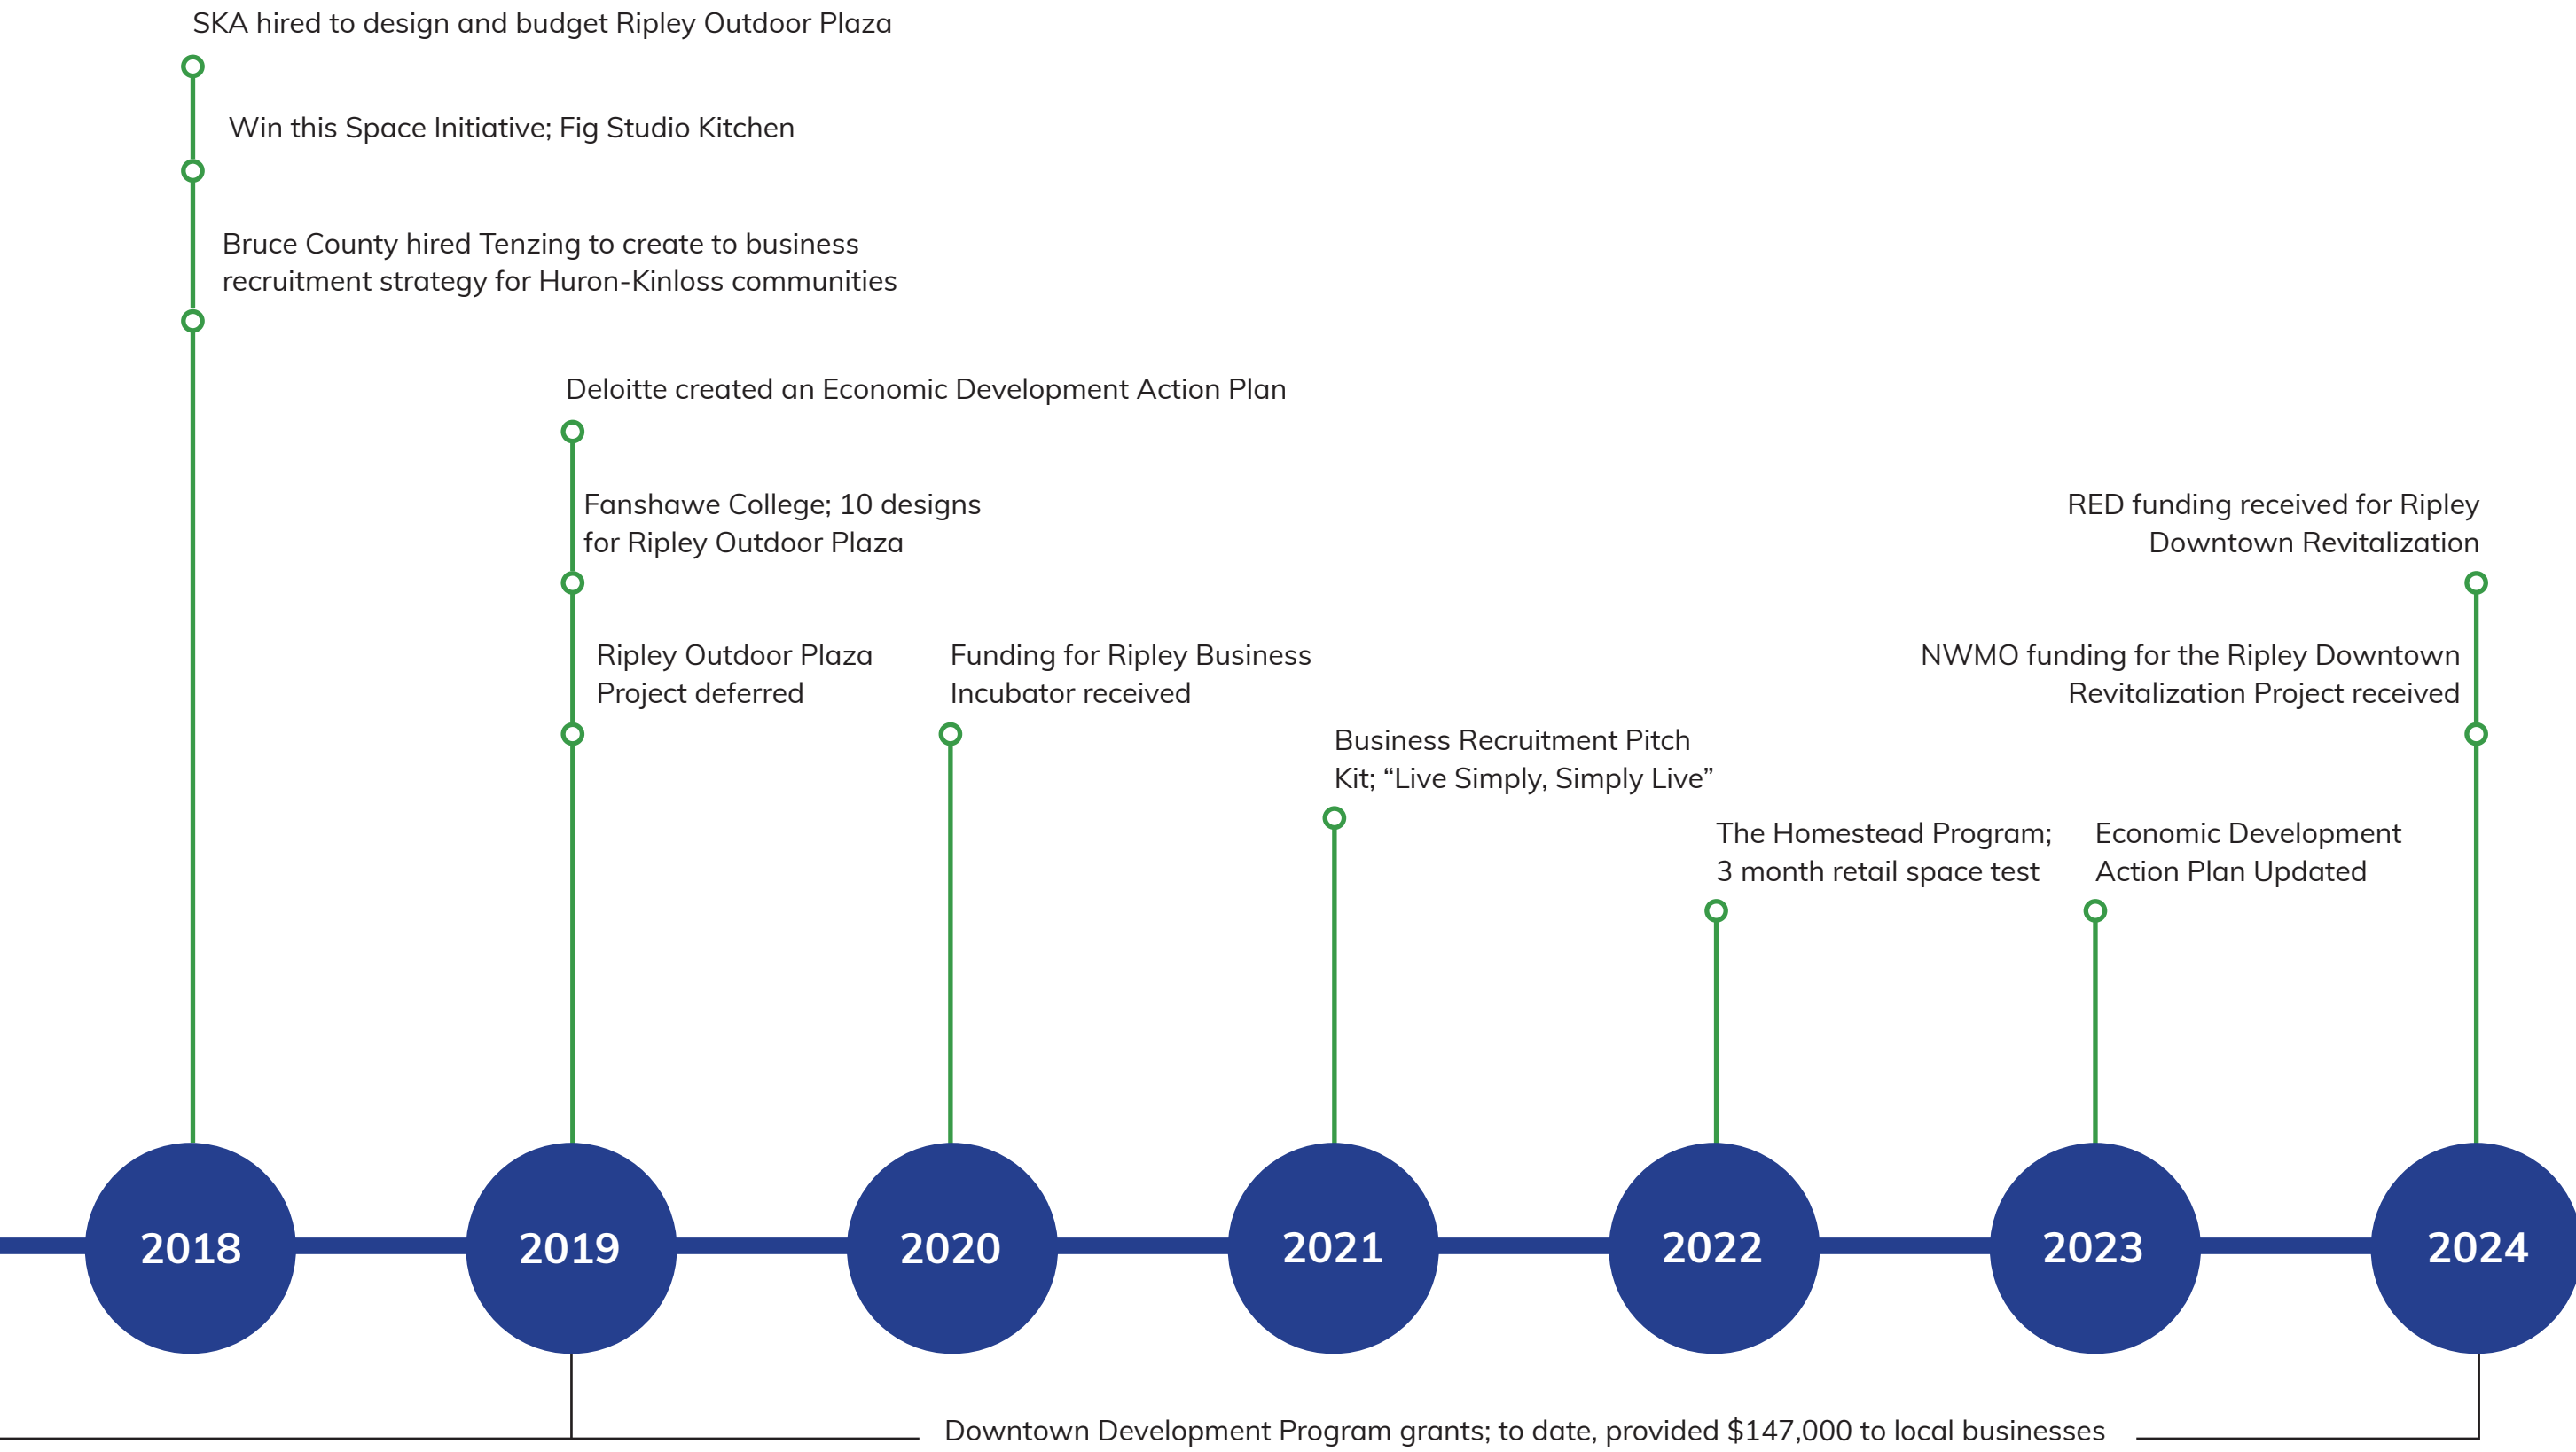 SKA hired to design and budget Ripley Outdoor Plaza
Win this Space Initiative; Fig Studio Kitchen
Bruce County hired Tenzing to create to business
recruitment strategy for Huron-Kinloss communities
Deloitte created an Economic Development Action Plan
Fanshawe College; 10 designs
for Ripley Outdoor Plaza
Ripley Outdoor Plaza
Project deferred
Funding for Ripley Business
Incubator received
Business Recruitment Pitch
Kit; “Live Simply, Simply Live”
The Homestead Program;
3 month retail space test
Economic Development
Action Plan Updated
RED funding received for Ripley
Downtown Revitalization
NWMO funding for the Ripley Downtown
Revitalization Project received
2018
2019
2020
2021
2022
2023
2024
Downtown Development Program grants; to date, provided $147,000 to local businesses